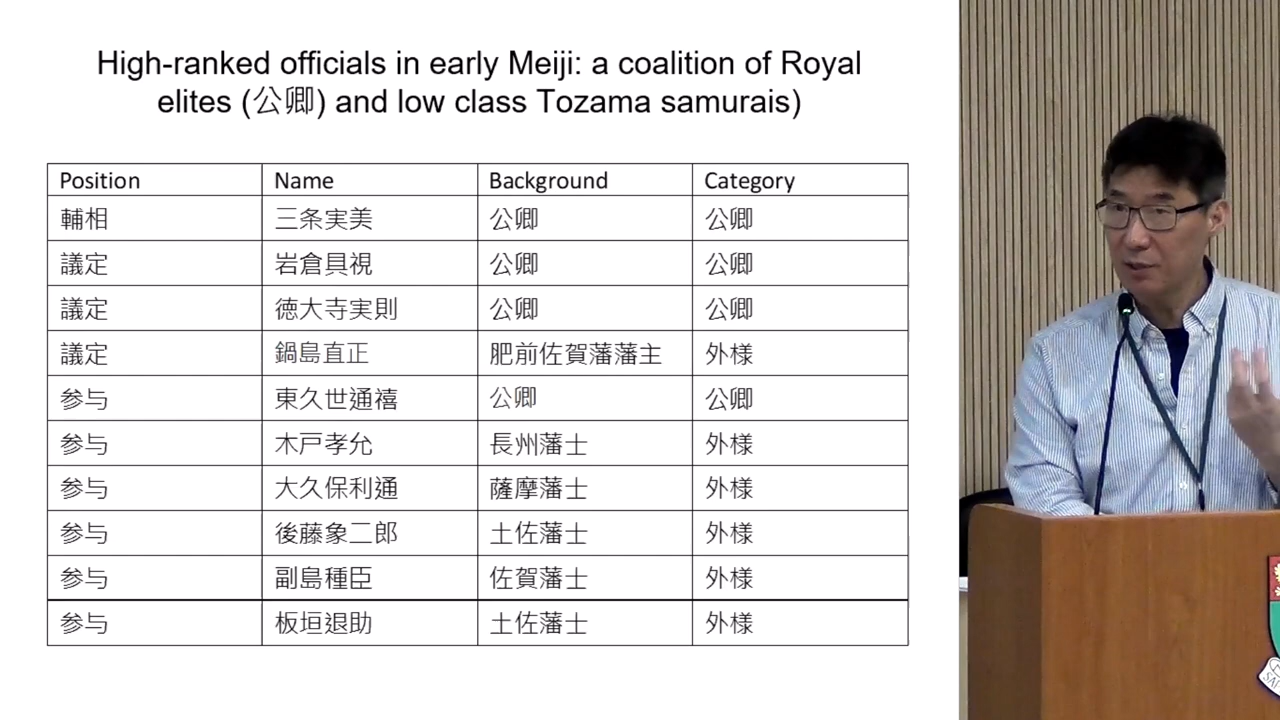 High-ranked officials in early Meiji: a coalition of Royal
elites (公卿) and low class Tozama samurais)
Position Name Background Category
輔相 三条実美 公卿 公卿
議定 岩倉具視 公卿 公卿
議定 徳大寺実則 公卿 公卿
議定 鍋島直正 肥前佐賀藩藩主 外様
参与 東久世通禧 公卿 公卿
参与 木戸孝允 長州藩士 外様
参与 大久保利通 薩摩藩士 外様
参与 後藤象二郎 土佐藩士 外様
参与 副島種臣 佐賀藩士 外様
参与 板垣退助 土佐藩士 外様